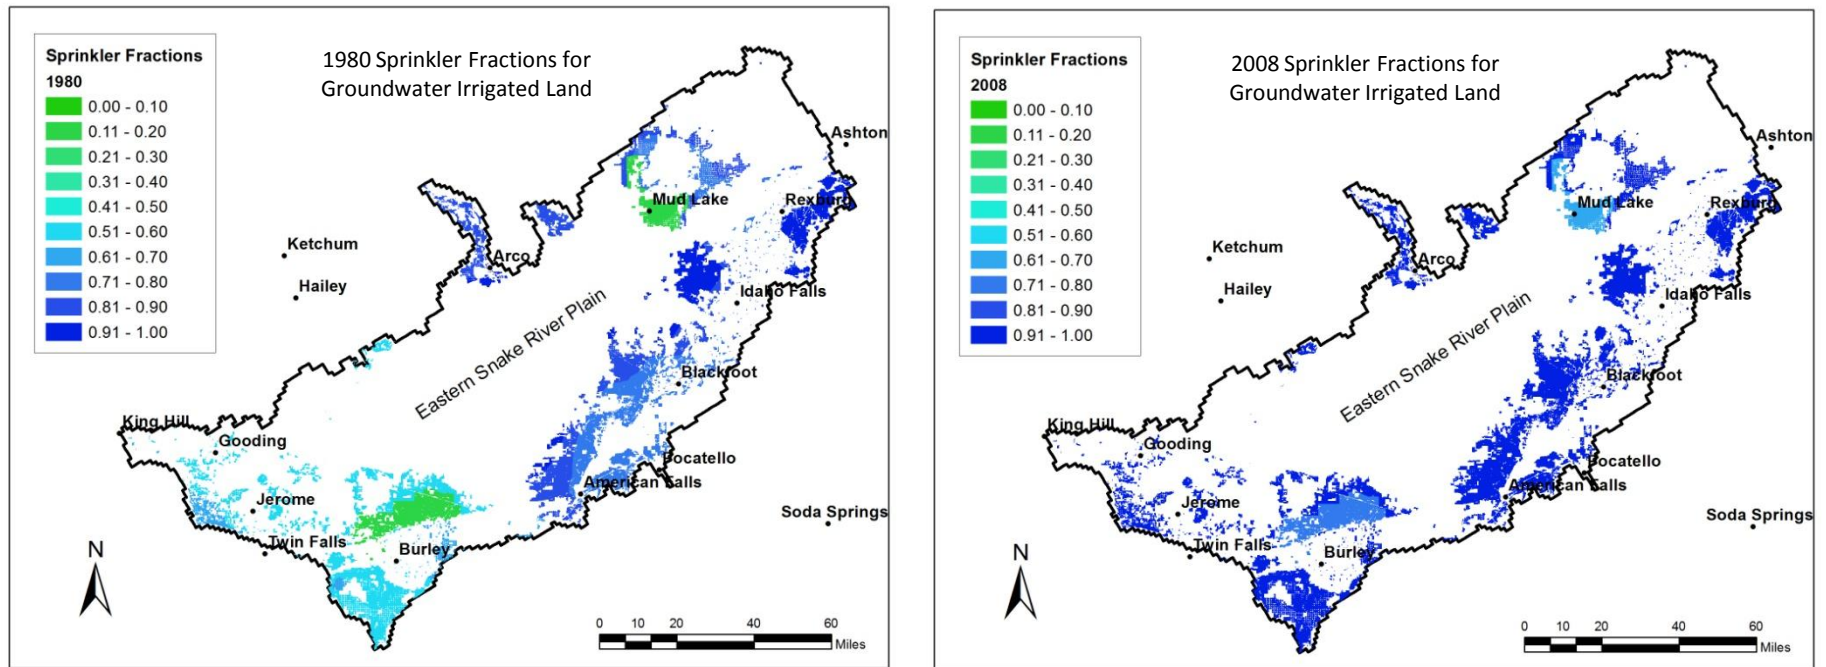 Sprinkler Fractions
1980
0.00 - 0.10
0.11 - 0.20
0.21 - 0.30
0.31 - 0.40
0.41 - 0.50
0.51 - 0.60
0.61 - 0.70
0.71 - 0.80
0.81 - 0.90
0.91 - 1.00
1980 Sprinkler Fractions for
Groundwater Irrigated Land
Ashton
Mud Lake
Rexburg
Ketchum
Arco
Hailey
Idaho Falls
Eastern Snake River Plain
Blackfoot
King Hill
Gooding
Pocatello
American Falls
Jerome
Soda Springs
Twin Falls
Burley
N
0 10 20 40 60
Miles
Sprinkler Fractions
2008
0.00 - 0.10
0.11 - 0.20
0.21 - 0.30
0.31 - 0.40
0.41 - 0.50
0.51 - 0.60
0.61 - 0.70
0.71 - 0.80
0.81 - 0.90
0.91 - 1.00
2008 Sprinkler Fractions for
Groundwater Irrigated Land
Ashton
Mud Lake
Rexburg
Ketchum
Arco
Hailey
Idaho Falls
Eastern Snake River Plain
Blackfoot
King Hill
Gooding
Pocatello
American Falls
Jerome
Soda Springs
Twin Falls
Burley
N
0 10 20 40 60
Miles